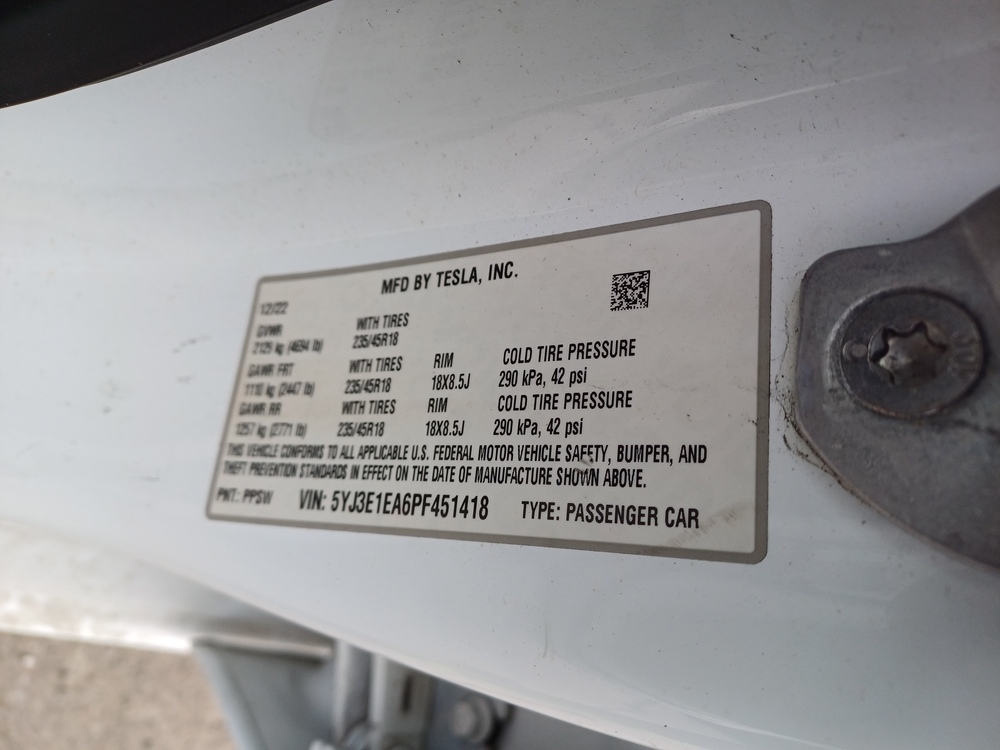 MFD BY TESLA, INC.
12/22
GVWR WITH TIRES
2125 kg (4694 lb) 235/45R18
GAWR FRT WITH TIRES RIM COLD TIRE PRESSURE
1110 kg (2447 lb) 235/45R18 18X8.5J 290 kPa, 42 psi
GAWR RR WITH TIRES RIM COLD TIRE PRESSURE
1257 kg (2771 lb) 235/45R18 18X8.5J 290 kPa, 42 psi
THIS VEHICLE CONFORMS TO ALL APPLICABLE U.S. FEDERAL MOTOR VEHICLE SAFETY, BUMPER, AND
THEFT PREVENTION STANDARDS IN EFFECT ON THE DATE OF MANUFACTURE SHOWN ABOVE.
PNT: PPSW VIN: 5YJ3E1EA6PF451418 TYPE: PASSENGER CAR